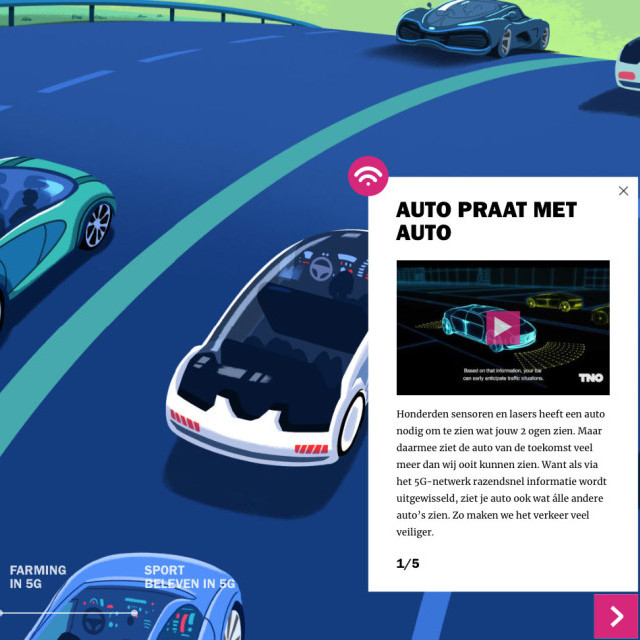 AUTO PRAAT MET
AUTO
Based on that information, your car
can early anticipate traffic situations.
TNO
Honderden sensoren en lasers heeft een auto
nodig om te zien wat jouw 2 ogen zien. Maar
daarmee ziet de auto van de toekomst veel
meer dan wij ooit kunnen zien. Want als via
het 5G-netwerk razendsnel informatie wordt
uitgewisseld, ziet je auto ook wat álle andere
auto's zien. Zo maken we het verkeer veel
veiliger.
1/5
FARMING
IN 5G
SPORT
BELEVEN IN 5G